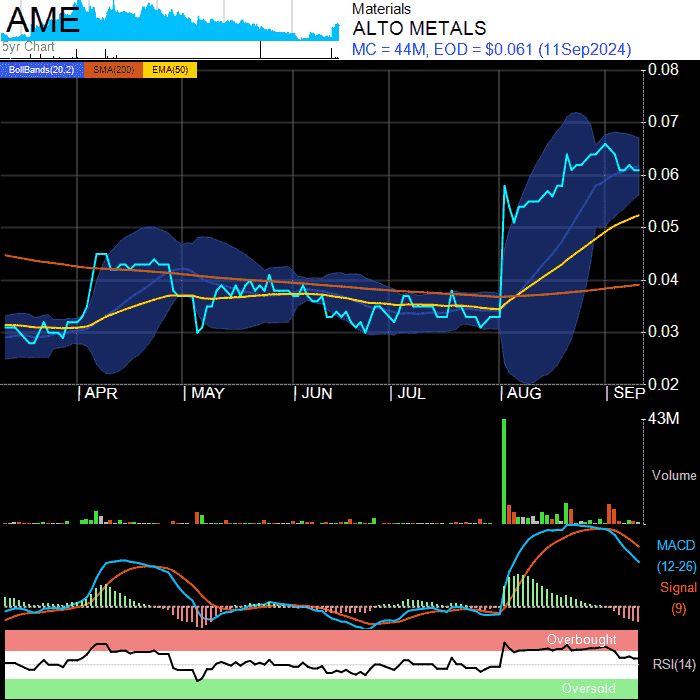 AME
5yr Chart
Materials
ALTO METALS
MC = 44M, EOD = $0.061 (11Sep2024)
BollBands(20,2) SMA(200) EMA(50)
0.08
0.07
0.06
0.05
0.04
0.03
0.02
APR MAY JUN JUL AUG SEP
43M
Volume
MACD
(12-26)
Signal
(9)
Overbought
RSI(14)
Oversold